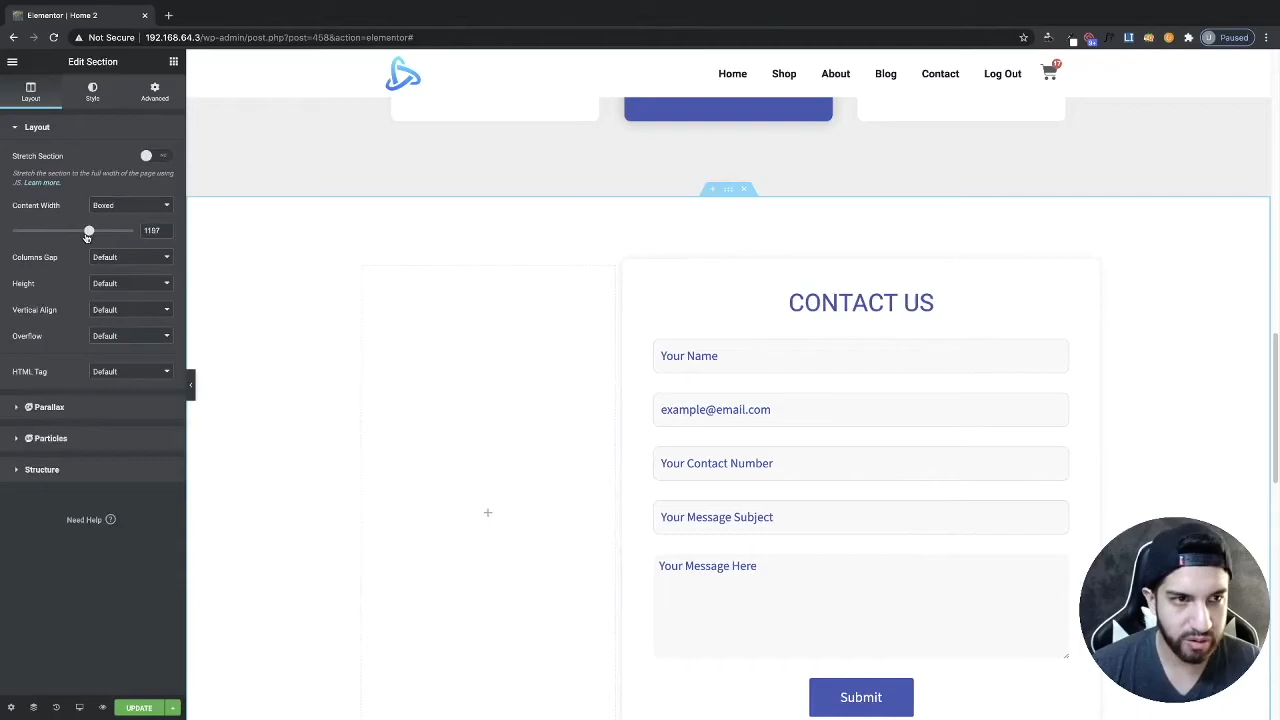 Elementor | Home 2
Not Secure | 192.168.64.3/wp-admin/post.php?post=458&action=elementor#
9+
U Paused
Edit Section
Layout Style Advanced
Layout
Stretch Section NO
Stretch the section to the full width of the page using
JS. Learn more.
Content Width Boxed
1187
Columns Gap Default
Height Default
Vertical Align Default
Overflow Default
HTML Tag Default
Parallax
Particles
Structure
Need Help
UPDATE
Home Shop About Blog Contact Log Out 17
CONTACT US
Your Name
example@email.com
Your Contact Number
Your Message Subject
Your Message Here
Submit